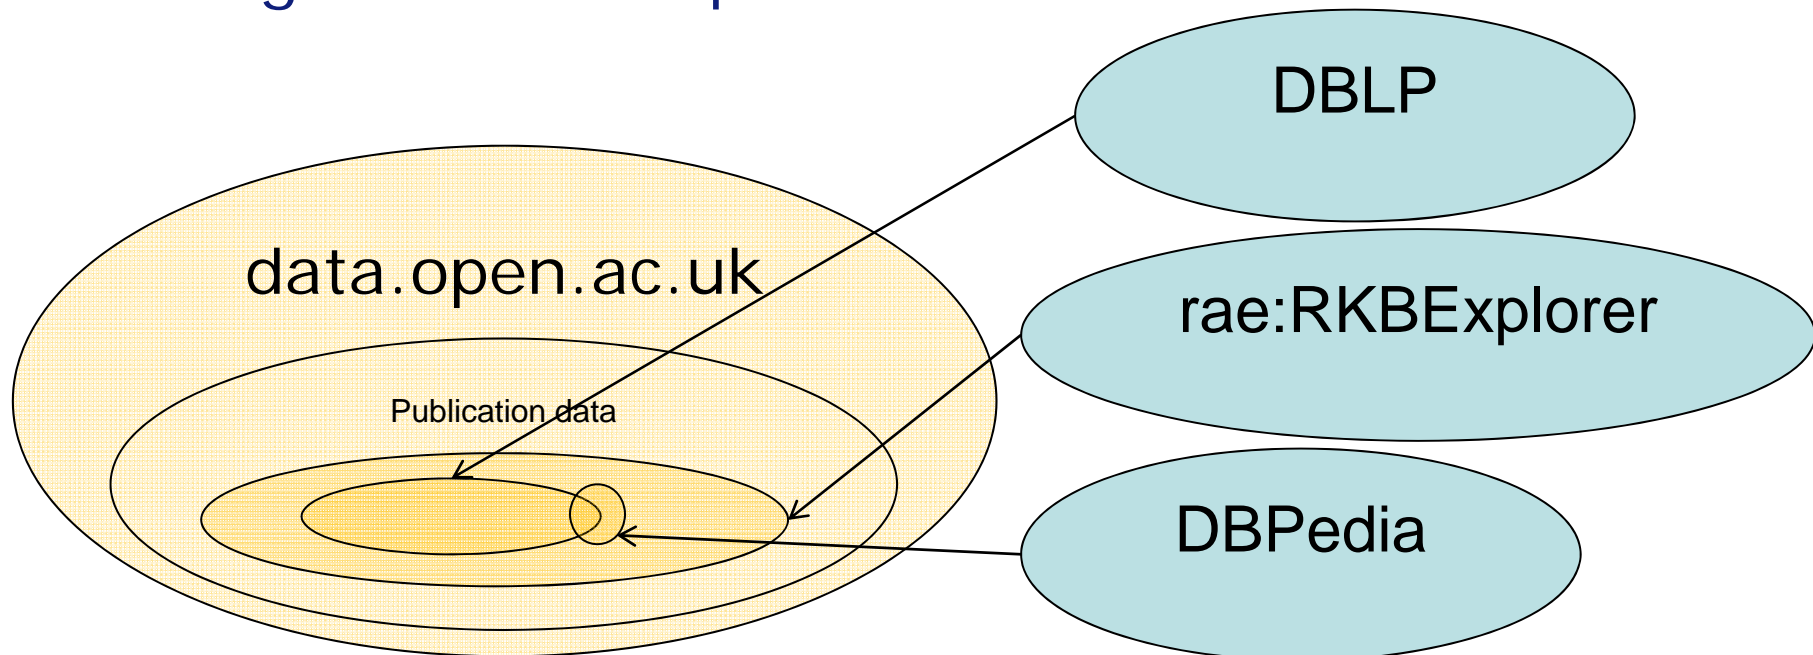 DBLP
data.open.ac.uk
rae:RKBExplorer
Publication data
DBPedia